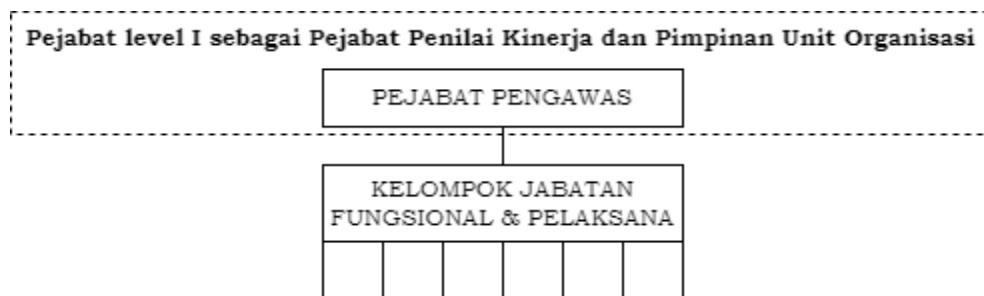 Pejabat level I sebagai Pejabat Penilai Kinerja dan Pimpinan Unit Organisasi
PEJABAT PENGAWAS
KELOMPOK JABATAN
FUNGSIONAL & PELAKSANA